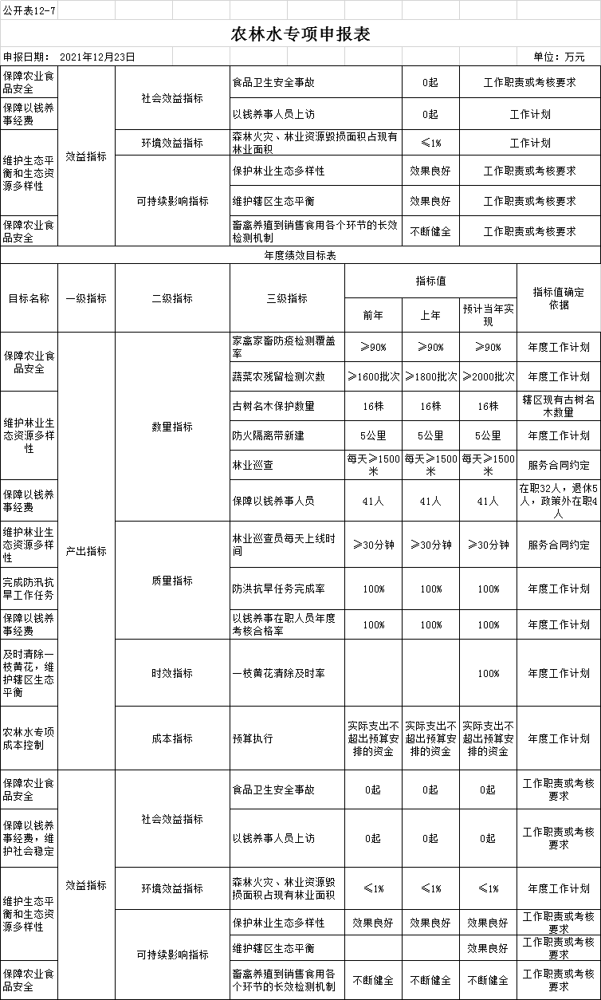 公开表12-7
农林水专项申报表
申报日期： 2021年12月23日 单位：万元
保障农业食品安全 效益指标 社会效益指标 食品卫生安全事故 0起 工作职责或考核要求
保障以钱养事经费 以钱养事人员上访 0起 工作计划
维护生态平衡和生态资源多样性 环境效益指标 森林火灾、林业资源毁损面积占现有林业面积 ≤1% 工作计划
可持续影响指标 保护林业生态多样性 效果良好 工作职责或考核要求
维护辖区生态平衡 效果良好 工作职责或考核要求
保障农业食品安全 畜禽养殖到销售食用各个环节的长效检测机制 不断健全 工作职责或考核要求
年度绩效目标表
目标名称 一级指标 二级指标 三级指标 指标值 指标值确定依据
前年 上年 预计当年实现
保障农业食品安全 产出指标 数量指标 家禽家畜防疫检测覆盖率 ≥90% ≥90% ≥90% 年度工作计划
蔬菜农残留检测次数 ≥1600批次 ≥1800批次 ≥2000批次 年度工作计划
维护林业生态资源多样性 古树名木保护数量 16株 16株 16株 辖区现有古树名木数量
防火隔离带新建 5公里 5公里 5公里 年度工作计划
林业巡查 每天≥1500米 每天≥1500米 每天≥1500米 服务合同约定
保障以钱养事经费 保障以钱养事人员 41人 41人 41人 在职32人，退休5人，政策外在职4人
维护林业生态资源多样性 质量指标 林业巡查员每天上线时间 ≥30分钟 ≥30分钟 ≥30分钟 服务合同约定
完成防汛抗旱工作任务 防洪抗旱任务完成率 100% 100% 100% 年度工作计划
保障以钱养事经费 以钱养事在职人员年度考核合格率 100% 100% 100% 年度工作计划
及时清除一枝黄花，维护辖区生态平衡 时效指标 一枝黄花清除及时率 100% 年度工作计划
农林水专项成本控制 成本指标 预算执行 实际支出不超出预算安排的资金 实际支出不超出预算安排的资金 实际支出不超出预算安排的资金 年度工作计划
保障农业食品安全 效益指标 社会效益指标 食品卫生安全事故 0起 0起 0起 工作职责或考核要求
保障以钱养事经费，维护社会稳定 以钱养事人员上访 0起 0起 0起 工作职责或考核要求
维护生态平衡和生态资源多样性 环境效益指标 森林火灾、林业资源毁损面积占现有林业面积 ≤1% ≤1% ≤1% 年度工作计划
可持续影响指标 保护林业生态多样性 效果良好 效果良好 效果良好 工作职责或考核要求
维护辖区生态平衡 效果良好 工作职责或考核要求
保障农业食品安全 畜禽养殖到销售食用各个环节的长效检测机制 不断健全 不断健全 不断健全 工作职责或考核要求